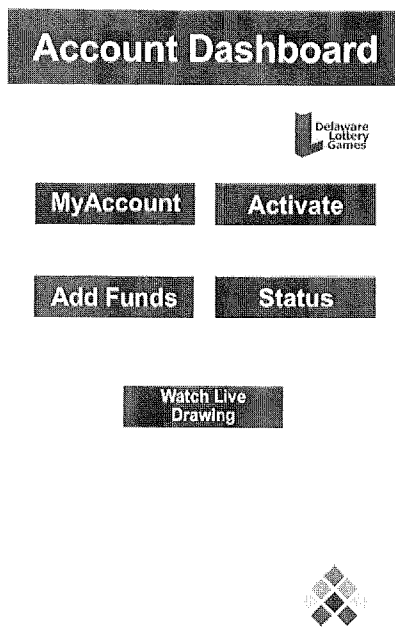 Account Dashboard
Delaware
Lottery
Games
MyAccount
Activate
Add Funds
Status
Watch Live
Drawing